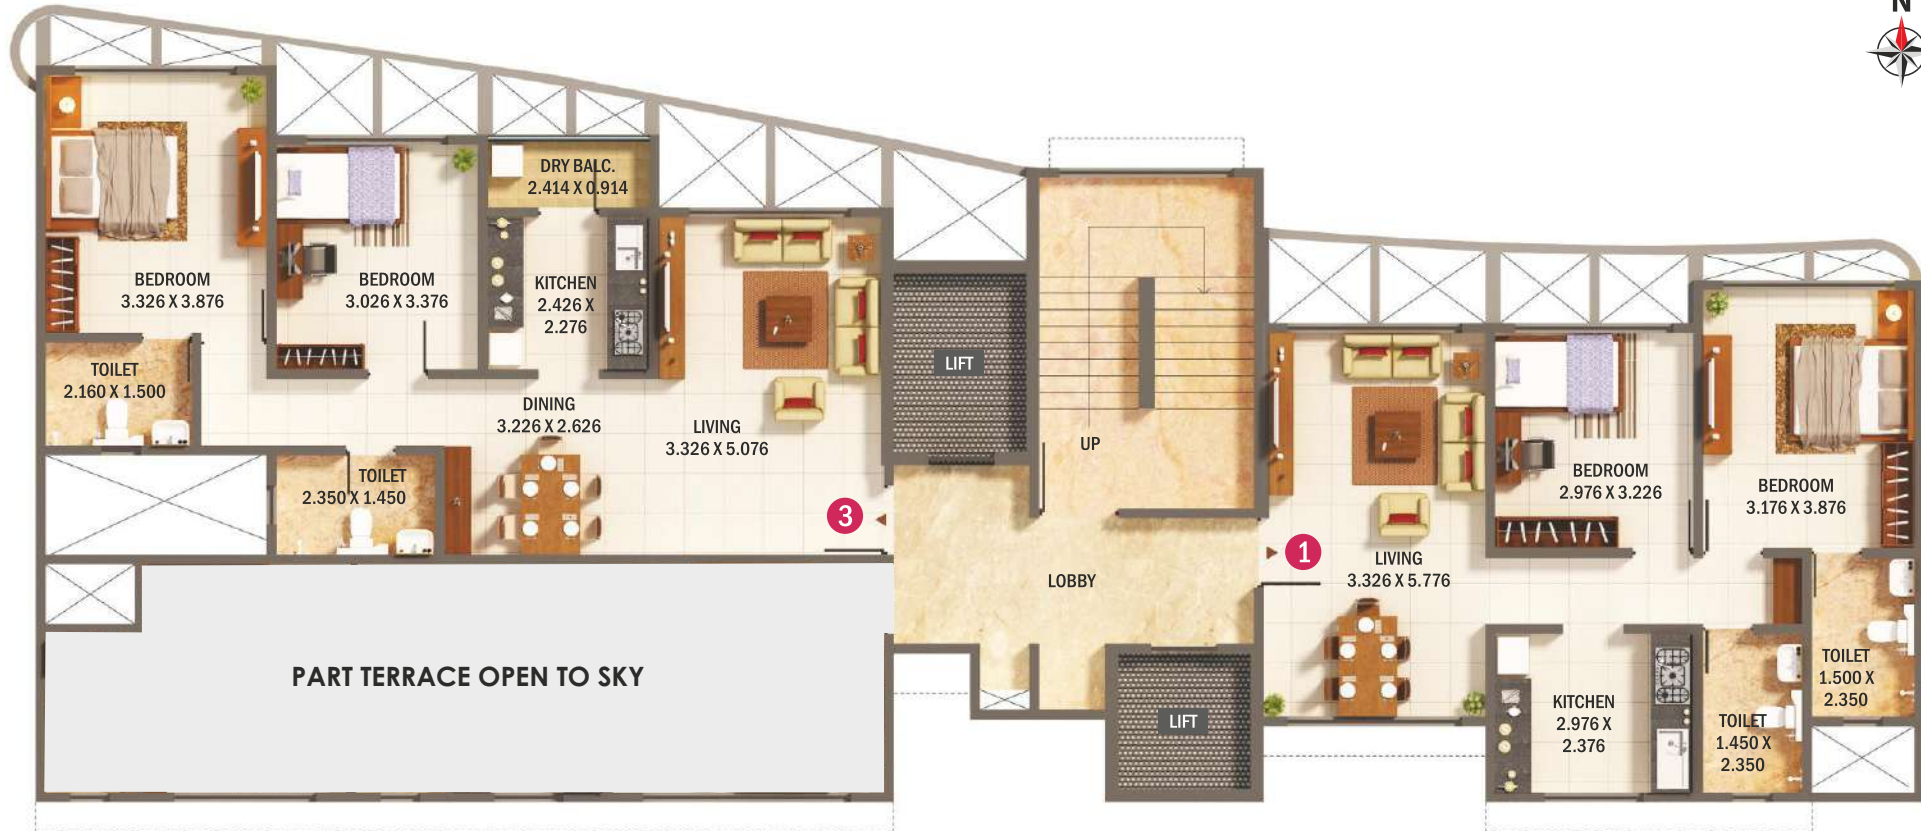 N
DRY BALC.
2.414 X 0.914
BEDROOM
3.326 X 3.876
BEDROOM
3.026 X 3.376
KITCHEN
2.426 X
2.276
TOILET
2.160 X 1.500
DINING
3.226 X 2.626
LIVING
3.326 X 5.076
TOILET
2.350 X 1.450
3
LIFT
UP
LOBBY
LIFT
1
LIVING
3.326 X 5.776
BEDROOM
2.976 X 3.226
BEDROOM
3.176 X 3.876
KITCHEN
2.976 X
2.376
TOILET
1.450 X
2.350
TOILET
1.500 X
2.350
PART TERRACE OPEN TO SKY